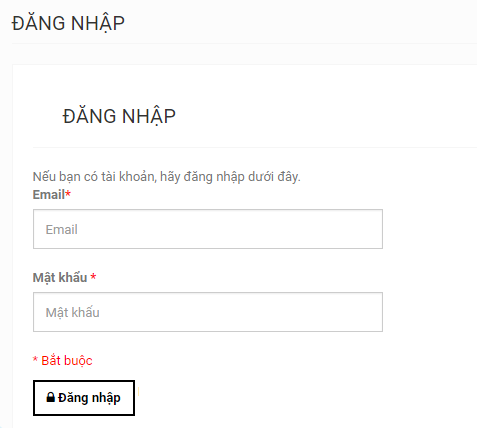 ĐĂNG NHẬP
ĐĂNG NHẬP
Nếu bạn có tài khoản, hãy đăng nhập dưới đây.
Email*
Email
Mật khẩu *
Mật khẩu
* Bắt buộc
Đăng nhập